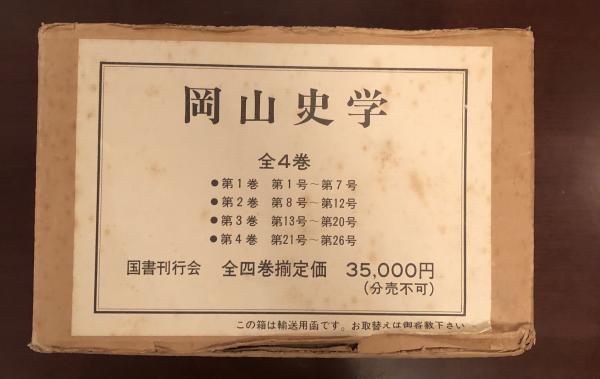 岡山史学
全4巻
●第1巻 第1号～第7号
●第2巻 第8号～第12号
●第3巻 第13号～第20号
●第4巻 第21号～第26号
国書刊行会 全四巻揃定価 35,000円
(分売不可)
この箱は輸送用函です。お取替えは御容赦下さい